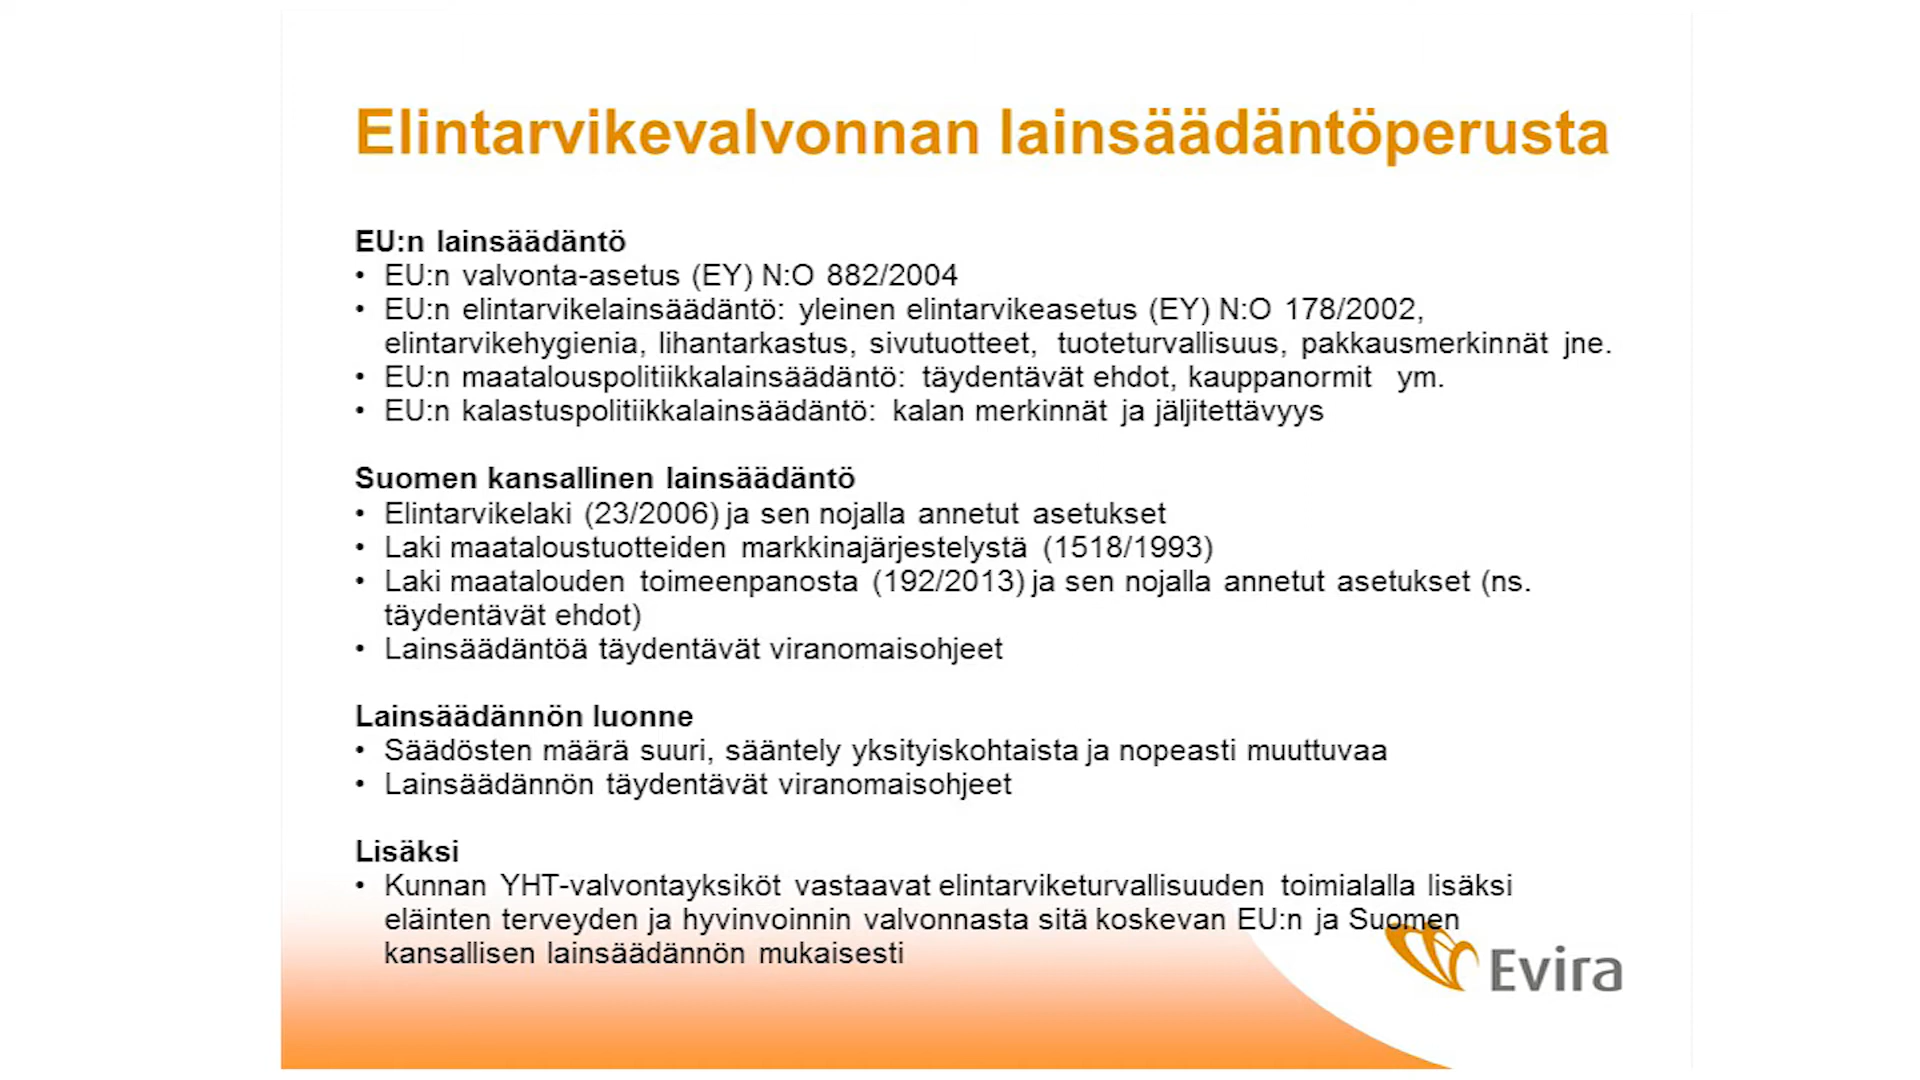 Elintarvikevalvonnan lainsäädäntöperusta
EU:n lainsäädäntö
• EU:n valvonta-asetus (EY) N:O 882/2004
• EU:n elintarvikelainsäädäntö: yleinen elintarvikeasetus (EY) N:O 178/2002,
elintarvikehygienia, lihantarkastus, sivutuotteet, tuoteturvallisuus, pakkausmerkinnät jne.
• EU:n maatalouspolitiikkalainsäädäntö: täydentävät ehdot, kauppanormit ym.
• EU:n kalastuspolitiikkalainsäädäntö: kalan merkinnät ja jäljitettävyys
Suomen kansallinen lainsäädäntö
• Elintarvikelaki (23/2006) ja sen nojalla annetut asetukset
• Laki maataloustuotteiden markkinajärjestelystä (1518/1993)
• Laki maatalouden toimeenpanosta (192/2013) ja sen nojalla annetut asetukset (ns.
täydentävät ehdot)
• Lainsäädäntöä täydentävät viranomaisohjeet
Lainsäädännön luonne
• Säädösten määrä suuri, sääntely yksityiskohtaista ja nopeasti muuttuvaa
• Lainsäädännön täydentävät viranomaisohjeet
Lisäksi
• Kunnan YHT-valvontayksiköt vastaavat elintarviketurvallisuuden toimialalla lisäksi
eläinten terveyden ja hyvinvoinnin valvonnasta sitä koskevan EU:n ja Suomen
kansallisen lainsäädännön mukaisesti
Evira